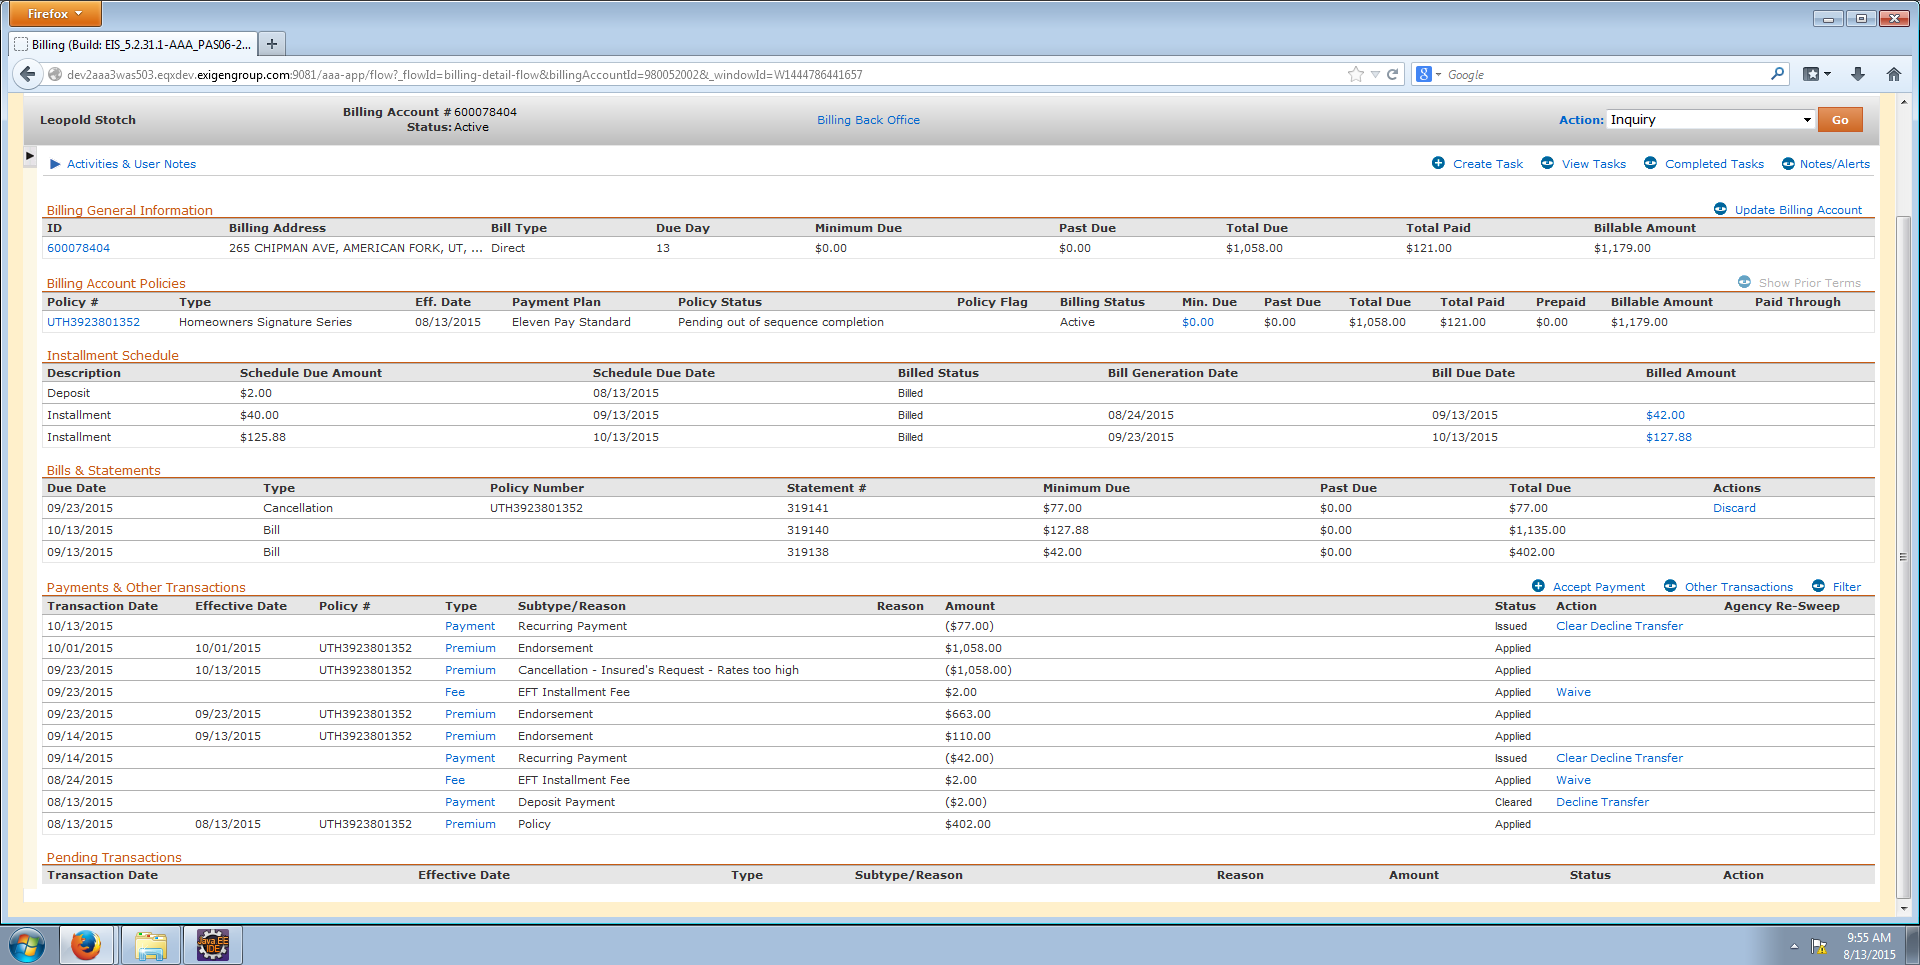 Firefox
Billing (Build: EIS_5.2.31.1-AAA_PAS06-2...
dev2aaa3was503.eqxdev.exigengroup.com:9081/aaa-app/flow?_flowId=billing-detail-flow&billingAccountId=980052002&_windowId=W1444786441657
Google
Leopold Stotch
Billing Account # 600078404
Status: Active
Billing Back Office
Action: Inquiry Go
Activities & User Notes
Create Task View Tasks Completed Tasks Notes/Alerts
Billing General Information Update Billing Account
ID Billing Address Bill Type Due Day Minimum Due Past Due Total Due Total Paid Billable Amount
600078404 265 CHIPMAN AVE, AMERICAN FORK, UT, ... Direct 13 $0.00 $0.00 $1,058.00 $121.00 $1,179.00
Billing Account Policies Show Prior Terms
Policy # Type Eff. Date Payment Plan Policy Status Policy Flag Billing Status Min. Due Past Due Total Due Total Paid Prepaid Billable Amount Paid Through
UTH3923801352 Homeowners Signature Series 08/13/2015 Eleven Pay Standard Pending out of sequence completion Active $0.00 $0.00 $1,058.00 $121.00 $0.00 $1,179.00
Installment Schedule
Description Schedule Due Amount Schedule Due Date Billed Status Bill Generation Date Bill Due Date Billed Amount
Deposit $2.00 08/13/2015 Billed
Installment $40.00 09/13/2015 Billed 08/24/2015 09/13/2015 $42.00
Installment $125.88 10/13/2015 Billed 09/23/2015 10/13/2015 $127.88
Bills & Statements
Due Date Type Policy Number Statement # Minimum Due Past Due Total Due Actions
09/23/2015 Cancellation UTH3923801352 319141 $77.00 $0.00 $77.00 Discard
10/13/2015 Bill 319140 $127.88 $0.00 $1,135.00
09/13/2015 Bill 319138 $42.00 $0.00 $402.00
Payments & Other Transactions Accept Payment Other Transactions Filter
Transaction Date Effective Date Policy # Type Subtype/Reason Reason Amount Status Action Agency Re-Sweep
10/13/2015 Payment Recurring Payment ($77.00) Issued Clear Decline Transfer
10/01/2015 10/01/2015 UTH3923801352 Premium Endorsement $1,058.00 Applied
09/23/2015 10/13/2015 UTH3923801352 Premium Cancellation - Insured's Request - Rates too high ($1,058.00) Applied
09/23/2015 Fee EFT Installment Fee $2.00 Applied Waive
09/23/2015 09/23/2015 UTH3923801352 Premium Endorsement $663.00 Applied
09/14/2015 09/13/2015 UTH3923801352 Premium Endorsement $110.00 Applied
09/14/2015 Payment Recurring Payment ($42.00) Issued Clear Decline Transfer
08/24/2015 Fee EFT Installment Fee $2.00 Applied Waive
08/13/2015 Payment Deposit Payment ($2.00) Cleared Decline Transfer
08/13/2015 08/13/2015 UTH3923801352 Premium Policy $402.00 Applied
Pending Transactions
Transaction Date Effective Date Type Subtype/Reason Reason Amount Status Action
Java EE
IDE
9:55 AM
8/13/2015